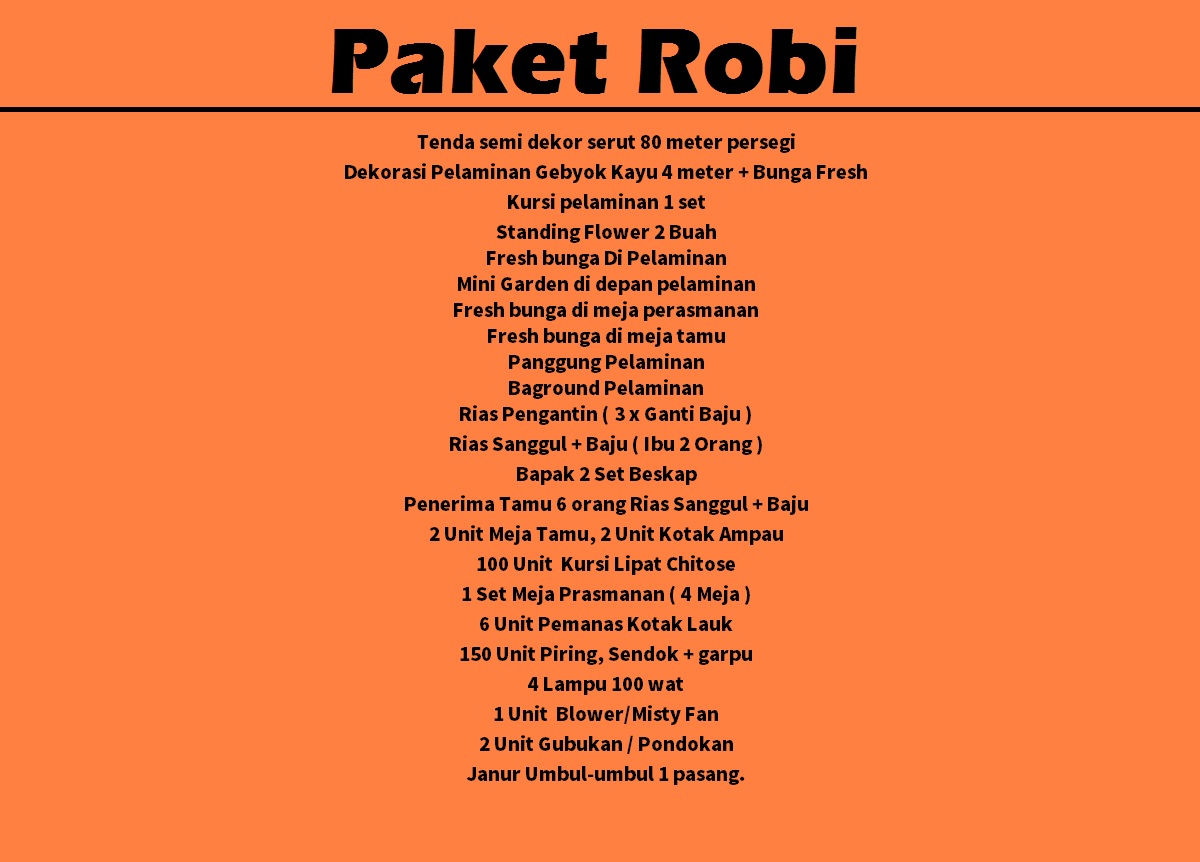 Paket Robi
Tenda semi dekor serut 80 meter persegi
Dekorasi Pelaminan Gebyok Kayu 4 meter + Bunga Fresh
Kursi pelaminan 1 set
Standing Flower 2 Buah
Fresh bunga Di Pelaminan
Mini Garden di depan pelaminan
Fresh bunga di meja perasmanan
Fresh bunga di meja tamu
Panggung Pelaminan
Baground Pelaminan
Rias Pengantin ( 3 x Ganti Baju )
Rias Sanggul + Baju ( Ibu 2 Orang )
Bapak 2 Set Beskap
Penerima Tamu 6 orang Rias Sanggul + Baju
2 Unit Meja Tamu, 2 Unit Kotak Ampau
100 Unit  Kursi Lipat Chitose
1 Set Meja Prasmanan ( 4 Meja )
6 Unit Pemanas Kotak Lauk
150 Unit Piring, Sendok + garpu
4 Lampu 100 wat
1 Unit  Blower/Misty Fan
2 Unit Gubukan / Pondokan
Janur Umbul-umbul 1 pasang.